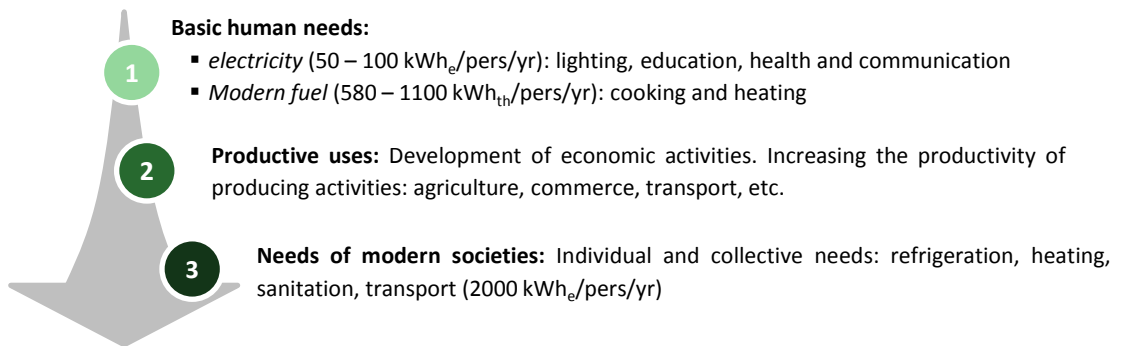 Basic human needs:
1
▪ electricity (50 – 100 kWhe/pers/yr): lighting, education, health and communication
▪ Modern fuel (580 – 1100 kWhth/pers/yr): cooking and heating
2
Productive uses: Development of economic activities. Increasing the productivity of
producing activities: agriculture, commerce, transport, etc.
3
Needs of modern societies: Individual and collective needs: refrigeration, heating,
sanitation, transport (2000 kWhe/pers/yr)